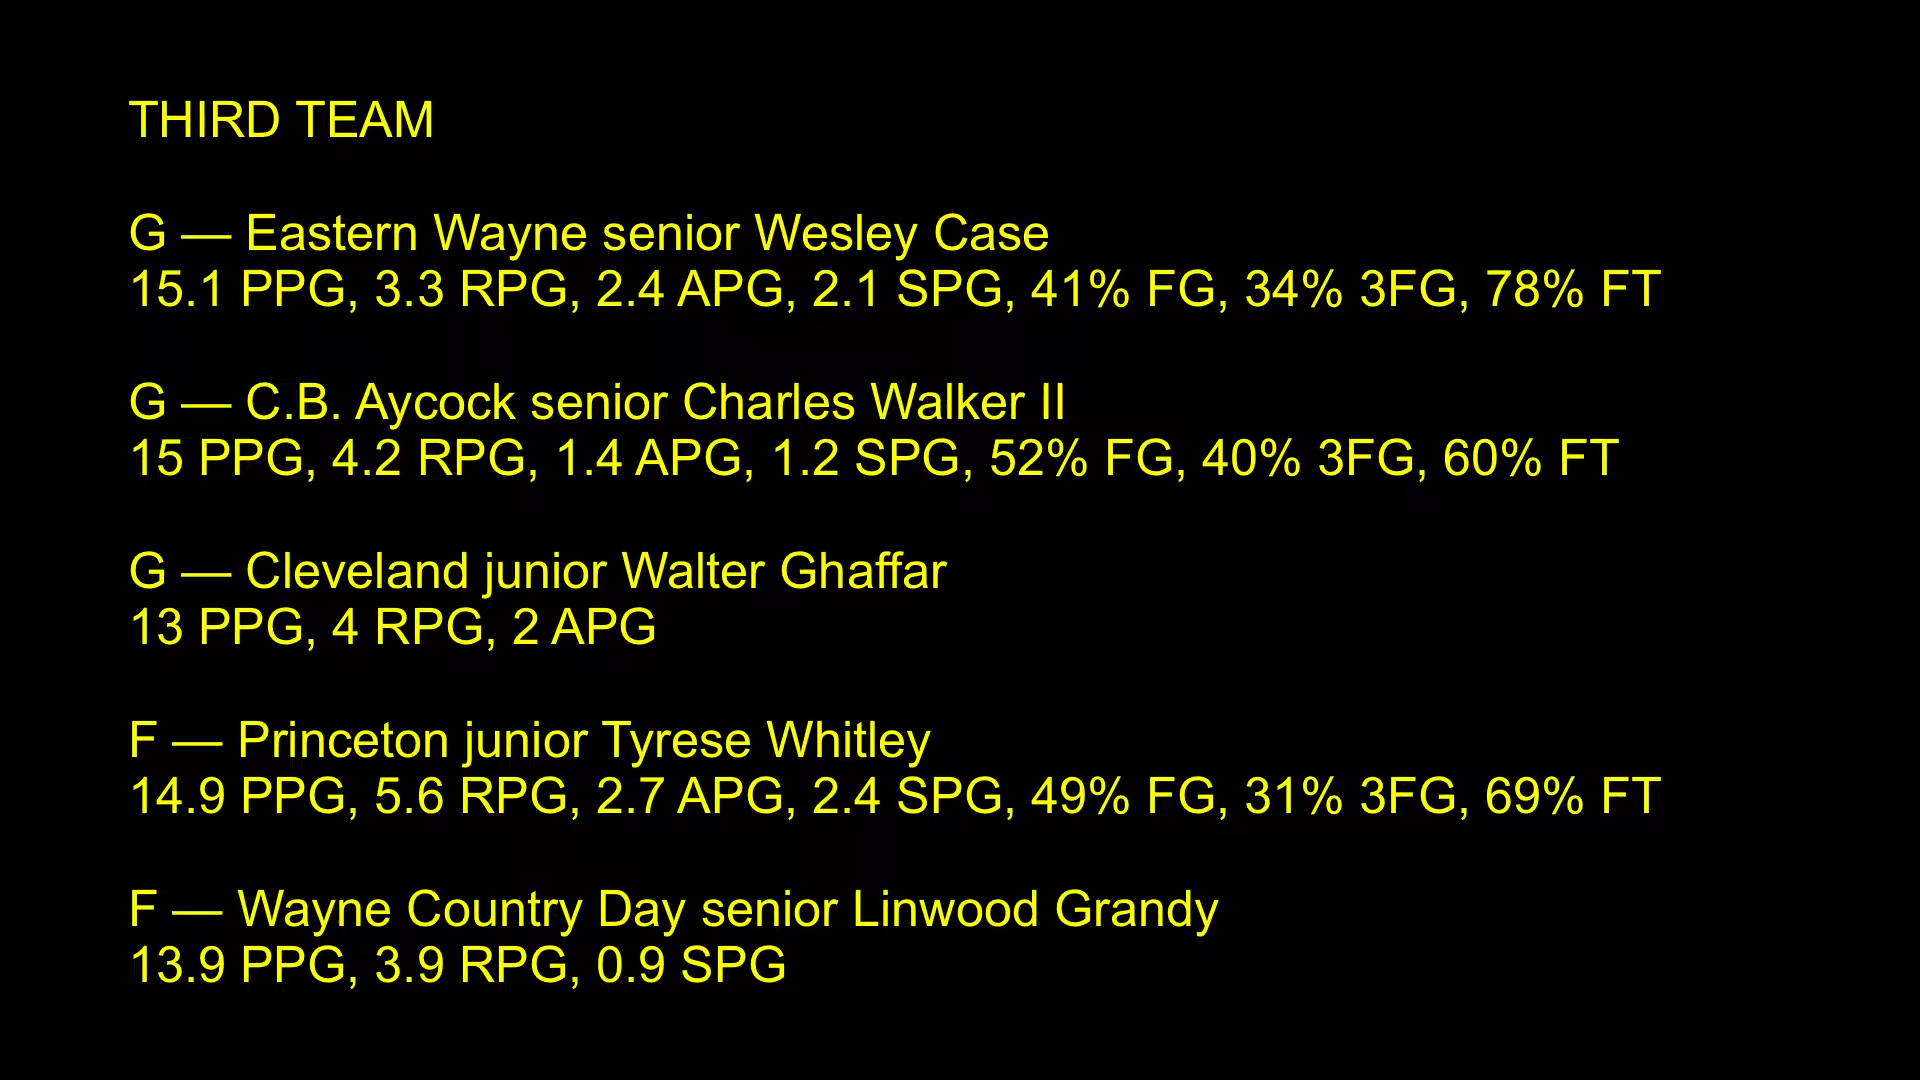 THIRD TEAM
G — Eastern Wayne senior Wesley Case
15.1 PPG, 3.3 RPG, 2.4 APG, 2.1 SPG, 41% FG, 34% 3FG, 78% FT
G — C.B. Aycock senior Charles Walker II
15 PPG, 4.2 RPG, 1.4 APG, 1.2 SPG, 52% FG, 40% 3FG, 60% FT
G — Cleveland junior Walter Ghaffar
13 PPG, 4 RPG, 2 APG
F — Princeton junior Tyrese Whitley
14.9 PPG, 5.6 RPG, 2.7 APG, 2.4 SPG, 49% FG, 31% 3FG, 69% FT
F — Wayne Country Day senior Linwood Grandy
13.9 PPG, 3.9 RPG, 0.9 SPG